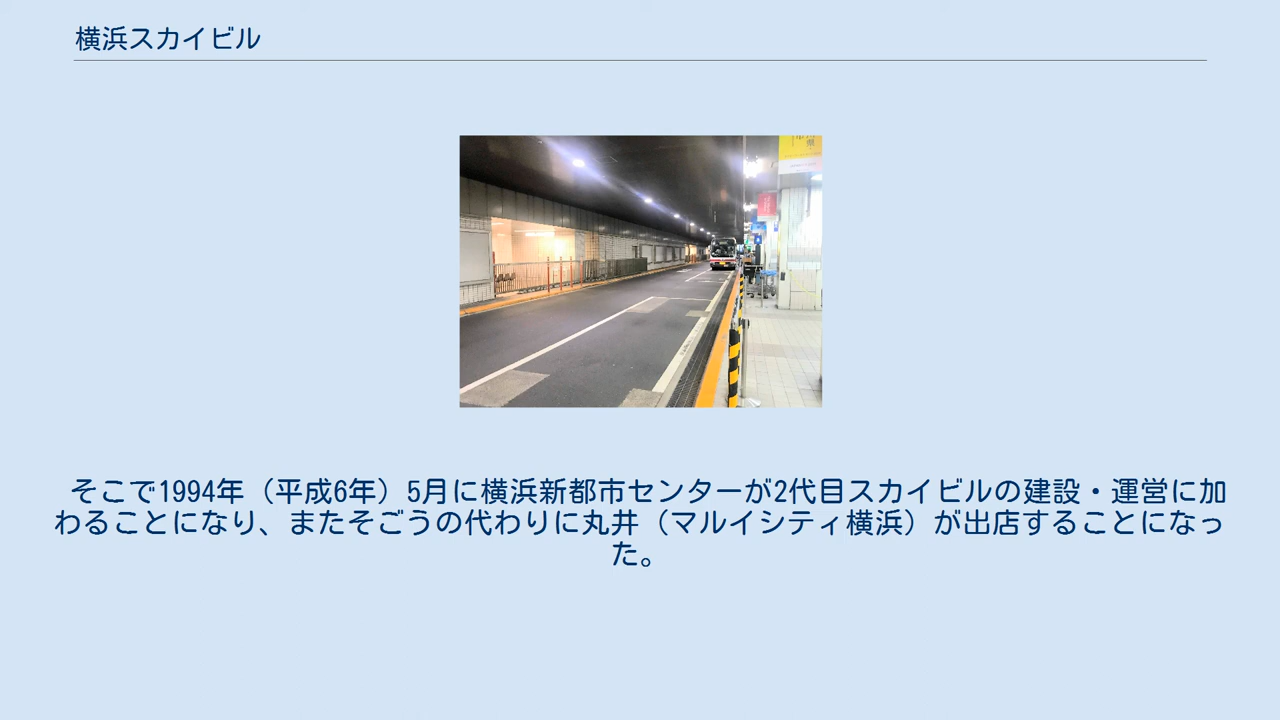 横浜スカイビル
そこで1994年（平成6年）5月に横浜新都市センターが2代目スカイビルの建設・運営に加
わることになり、またそごうの代わりに丸井（マルイシティ横浜）が出店することになっ
た。